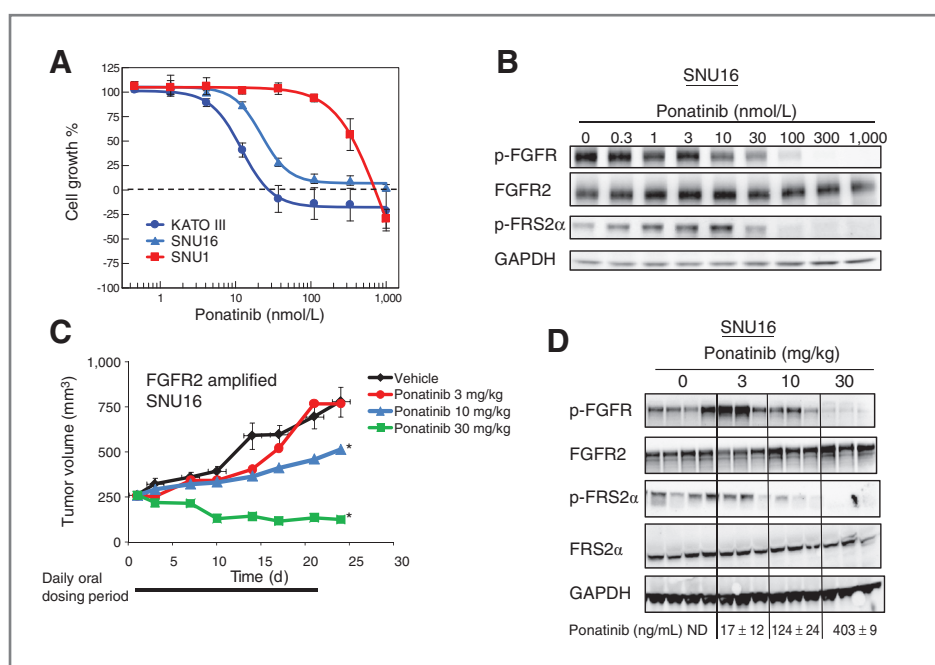 A
125
100
75
50
25
0
-25
-50
-75
-100
Cell growth %
KATO III
SNU16
SNU1
1
10
100
1,000
Ponatinib (nmol/L)
B
SNU16
Ponatinib (nmol/L)
0 0.3 1 3 10 30 100 300 1,000
p-FGFR
FGFR2
p-FRS2α
GAPDH
C
1,000
750
500
250
0
Tumor volume (mm³)
FGFR2 amplified
SNU16
Vehicle
Ponatinib 3 mg/kg
Ponatinib 10 mg/kg
Ponatinib 30 mg/kg
*
*
0 5 10 15 20 25 30
Time (d)
Daily oral
dosing period
D
SNU16
Ponatinib (mg/kg)
0 3 10 30
p-FGFR
FGFR2
p-FRS2α
FRS2α
GAPDH
Ponatinib (ng/mL) ND 17 ± 12 124 ± 24 403 ± 9